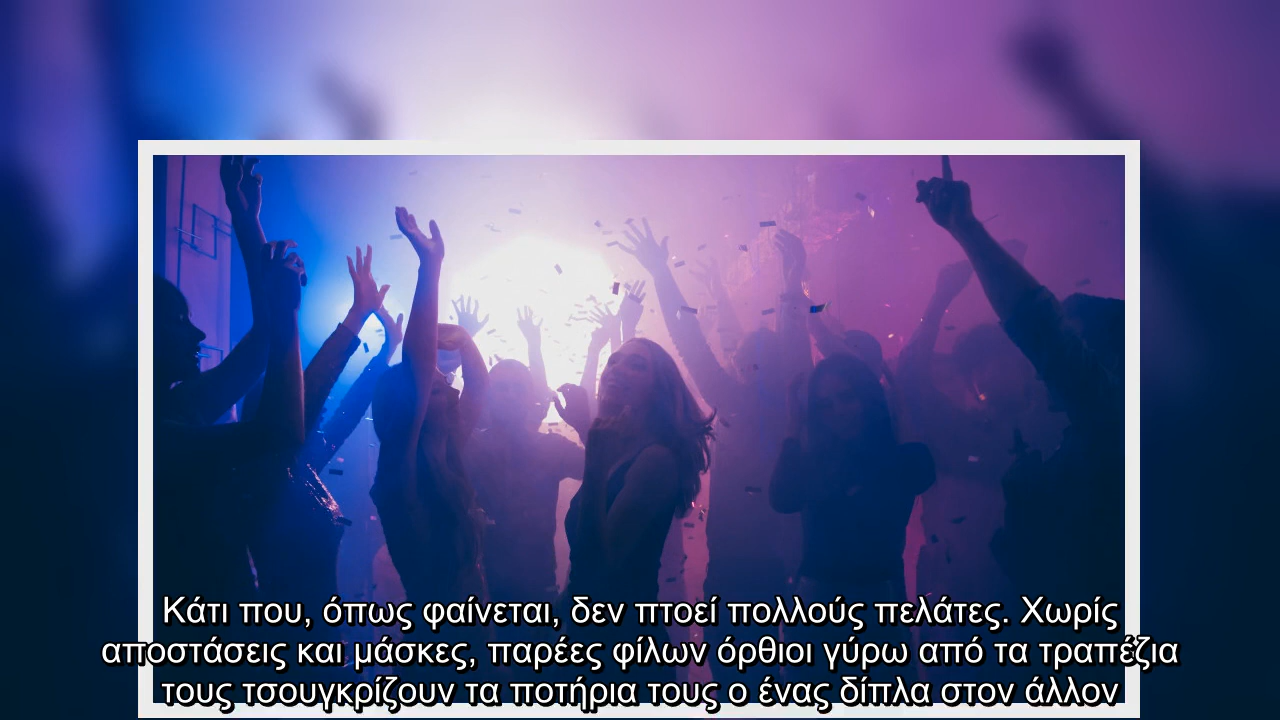 Κάτι που, όπως φαίνεται, δεν πτοεί πολλούς πελάτες. Χωρίς
αποστάσεις και μάσκες, παρέες φίλων όρθιοι γύρω από τα τραπέζια
τους τσουγκρίζουν τα ποτήρια τους ο ένας δίπλα στον άλλον